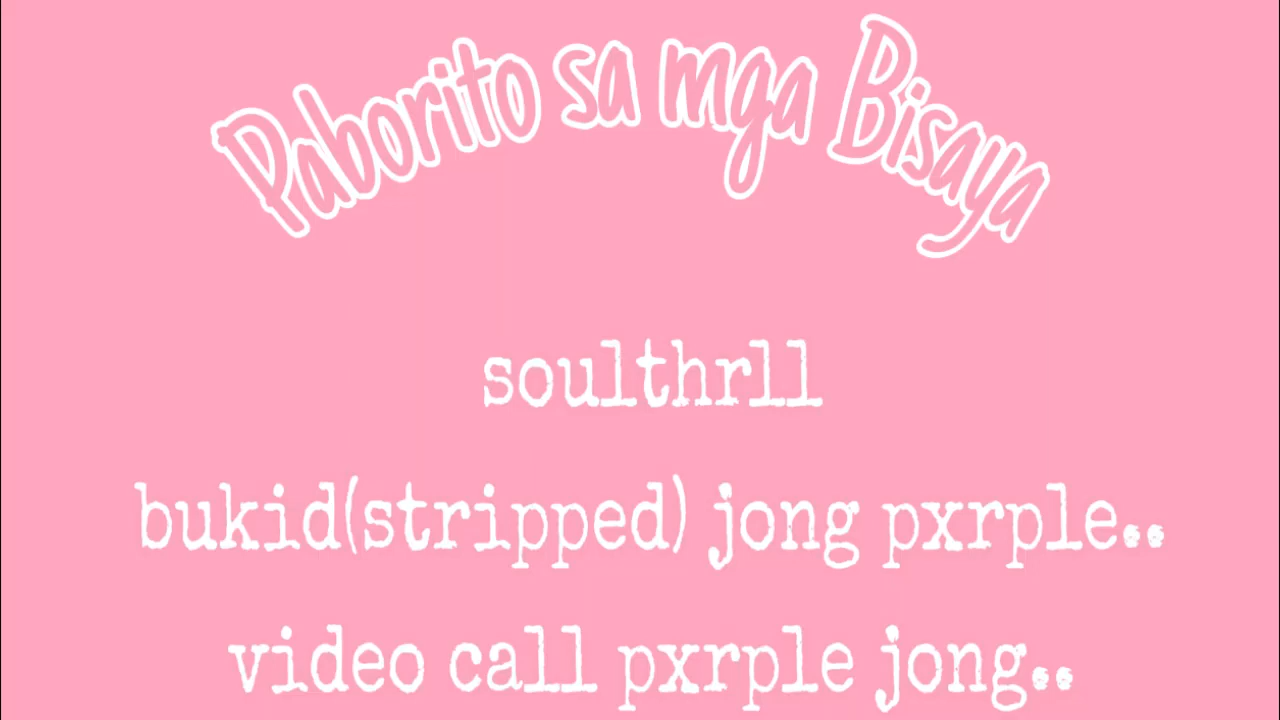 Paborito sa mga Bisaya
soulthrll
bukid(stripped) jong pxrple..
video call pxrple jong..